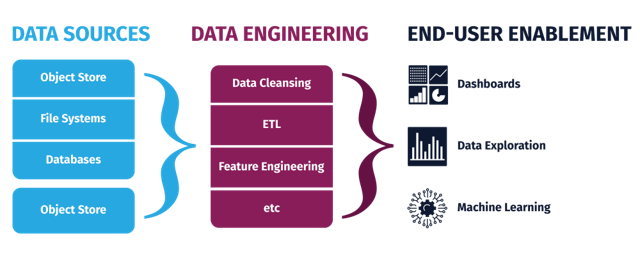 DATA SOURCES
Object Store
File Systems
Databases
Object Store
DATA ENGINEERING
Data Cleansing
ETL
Feature Engineering
etc
END-USER ENABLEMENT
Dashboards
Data Exploration
Machine Learning